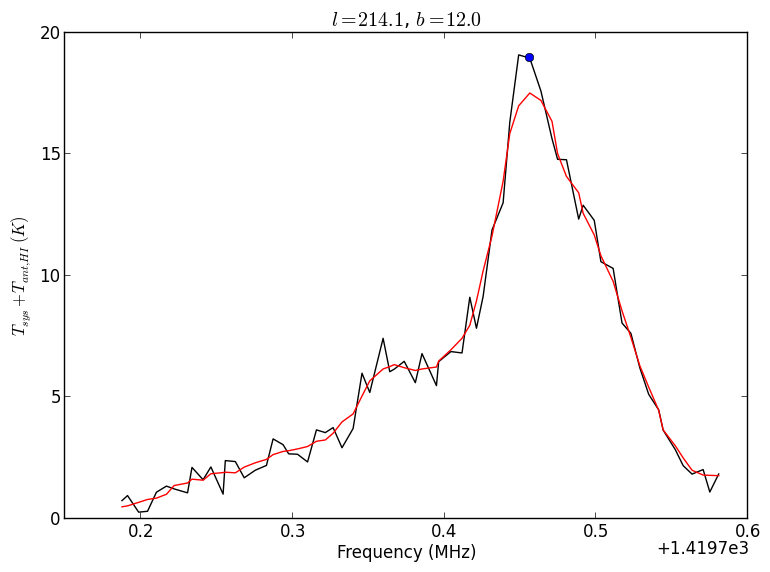 l=214.1, b=12.0
20
15
10
5
0
T_sys + T_ant,HI (K)
0.2 0.3 0.4 0.5 0.6
Frequency (MHz)
+1.4197e3